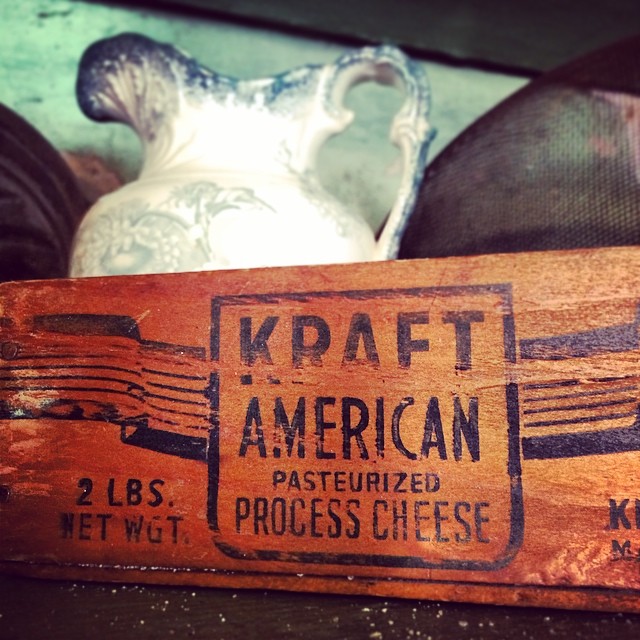 KRAFT
AMERICAN
PASTEURIZED
PROCESS CHEESE
2 LBS.
NET WGT.